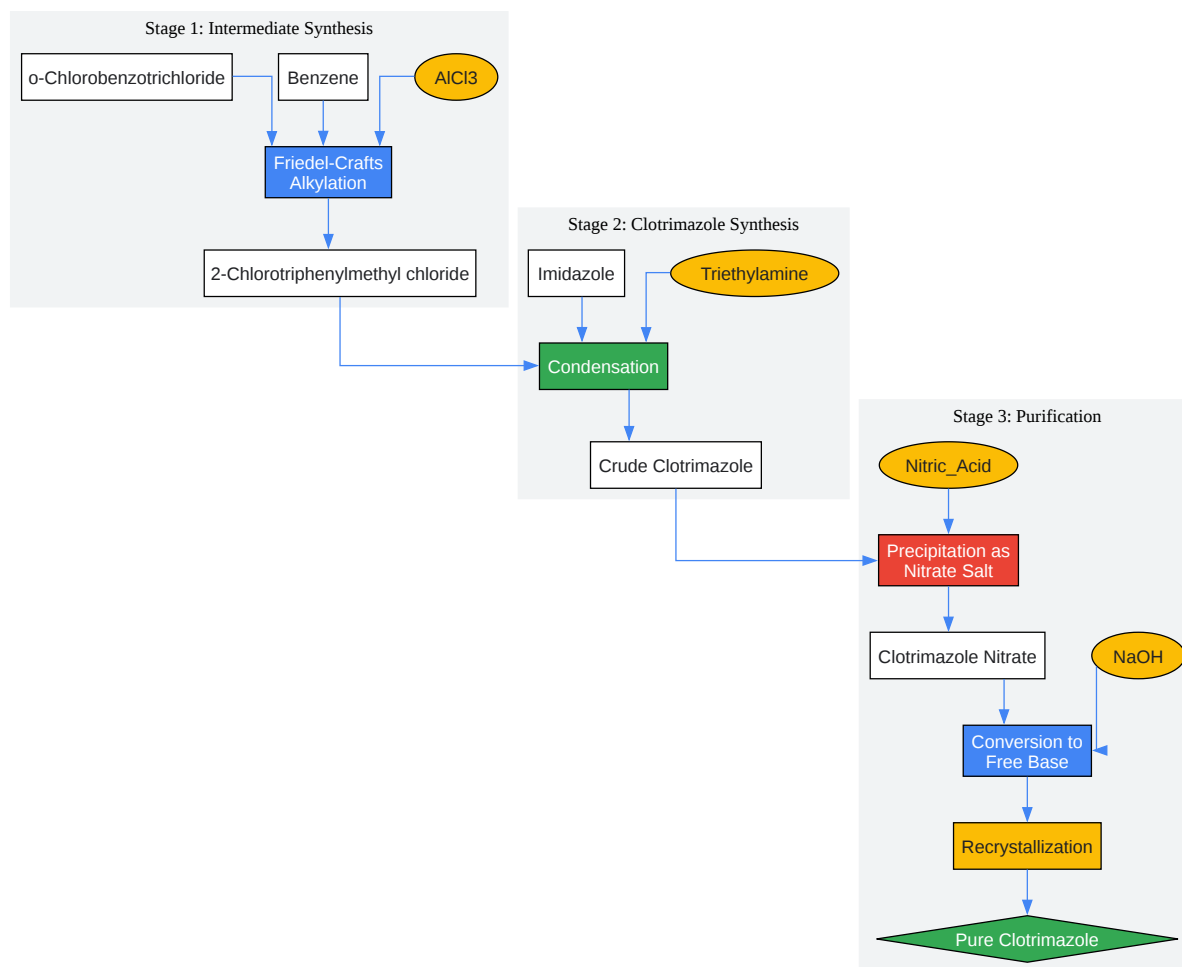 Stage 1: Intermediate Synthesis
o-Chlorobenzotrichloride
Benzene
AlCl3
Friedel-Crafts
Alkylation
2-Chlorotriphenylmethyl chloride
Stage 2: Clotrimazole Synthesis
Imidazole
Triethylamine
Condensation
Crude Clotrimazole
Stage 3: Purification
Nitric_Acid
Precipitation as
Nitrate Salt
Clotrimazole Nitrate
NaOH
Conversion to
Free Base
Recrystallization
Pure Clotrimazole